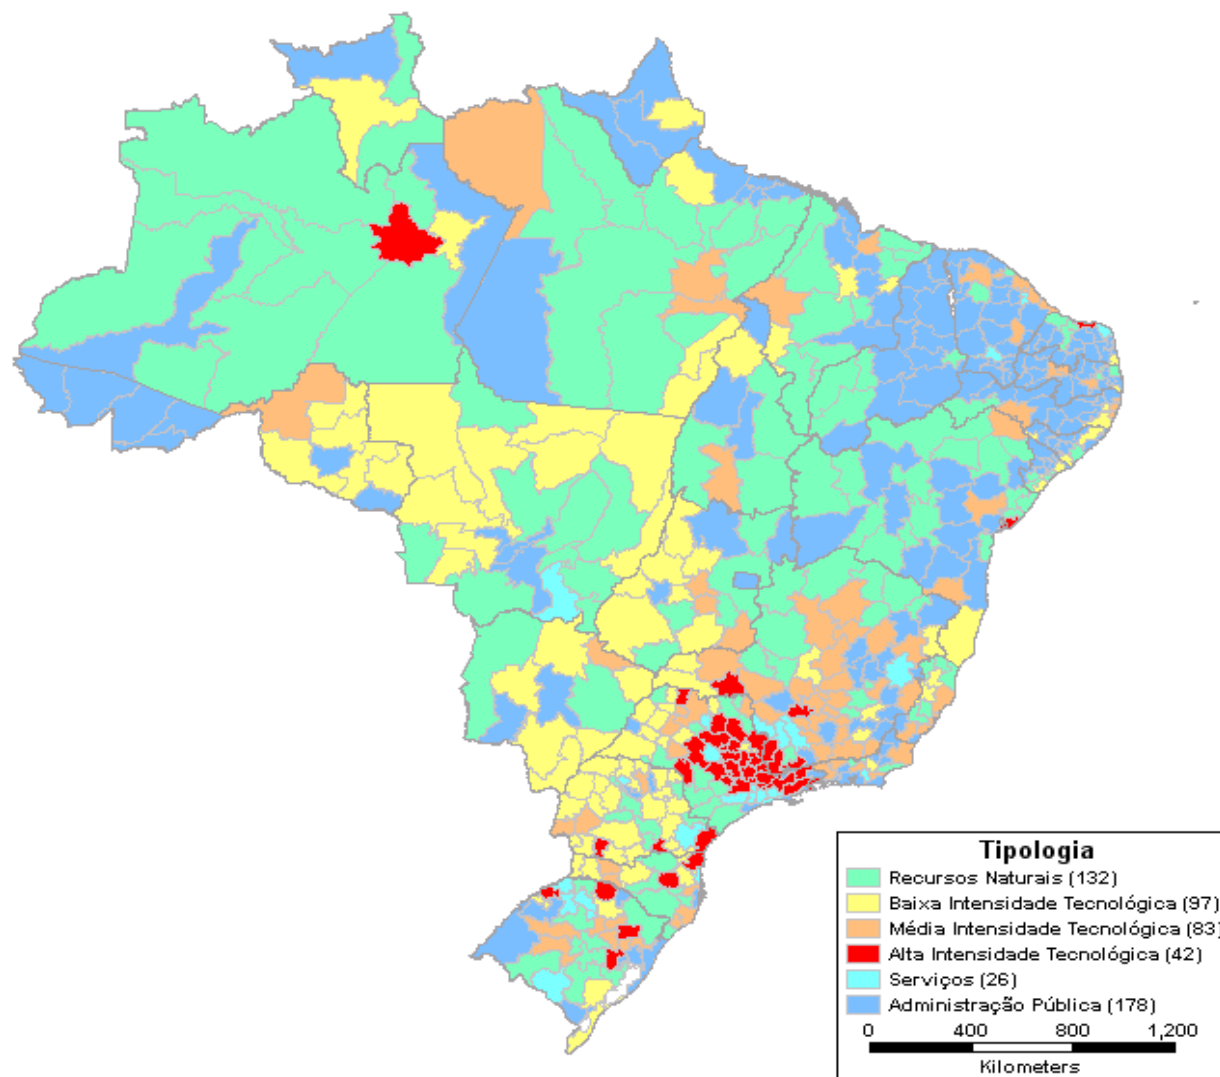 Tipologia
Recursos Naturais (132)
Baixa Intensidade Tecnológica (97)
Média Intensidade Tecnológica (83)
Alta Intensidade Tecnológica (42)
Serviços (26)
Administração Pública (178)
0 400 800 1,200
Kilometers